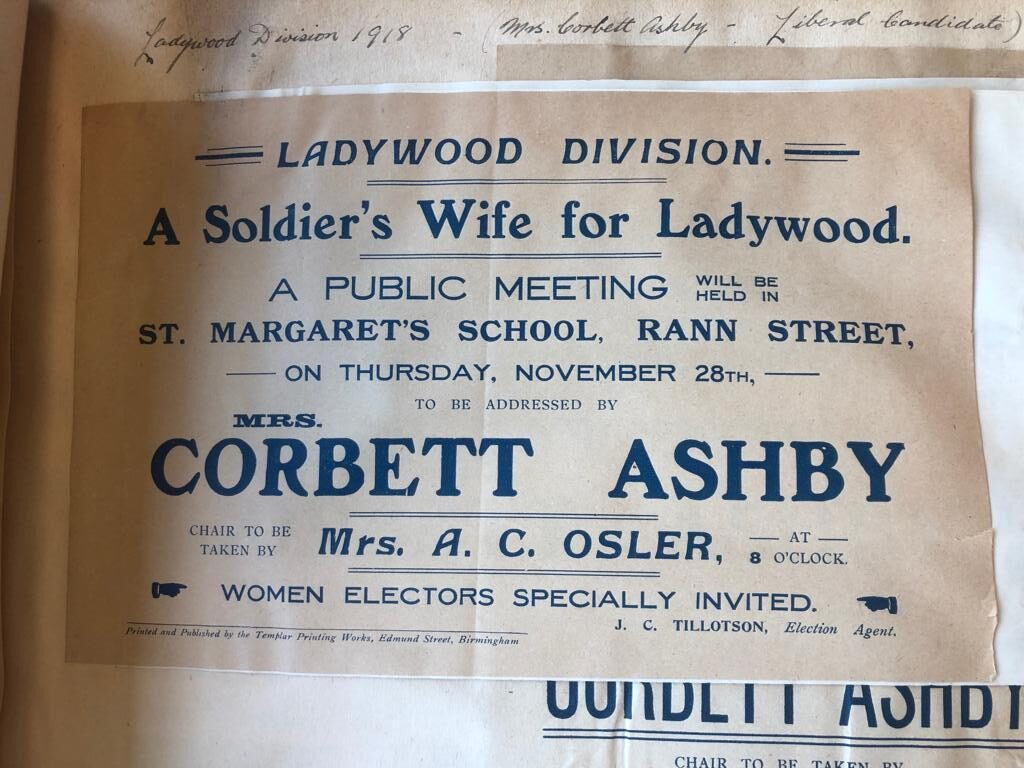 Ladywood Division 1918 - (Mrs. Corbett Ashby - Liberal Candidate)
LADYWOOD DIVISION.
A Soldier's Wife for Ladywood.
A PUBLIC MEETING WILL BE HELD IN
ST. MARGARET'S SCHOOL, RANN STREET,
ON THURSDAY, NOVEMBER 28TH,
TO BE ADDRESSED BY
MRS.
CORBETT ASHBY
CHAIR TO BE TAKEN BY Mrs. A. C. OSLER, AT 8 O'CLOCK.
WOMEN ELECTORS SPECIALLY INVITED.
J. C. TILLOTSON, Election Agent.
Printed and Published by the Templar Printing Works, Edmund Street, Birmingham
CORBETT ASHBY
CHAIR TO BE TAKEN BY